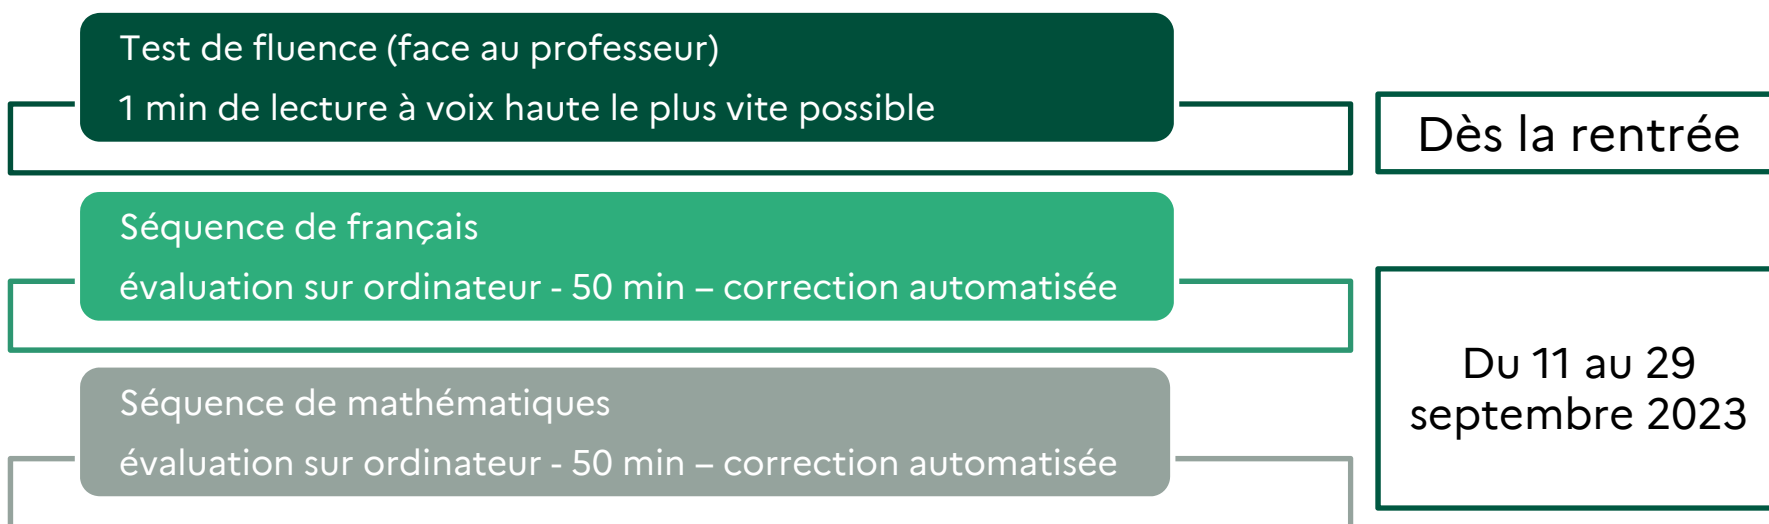 Test de fluence (face au professeur)
1 min de lecture à voix haute le plus vite possible
Dès la rentrée
Séquence de français
évaluation sur ordinateur - 50 min – correction automatisée
Séquence de mathématiques
évaluation sur ordinateur - 50 min – correction automatisée
Du 11 au 29
septembre 2023